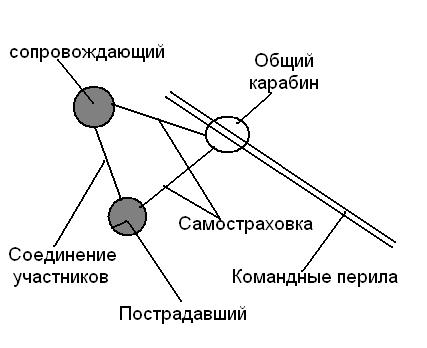 сопровождающий
Общий
карабин
Самостраховка
Соединение
участников
Командные перила
Пострадавший